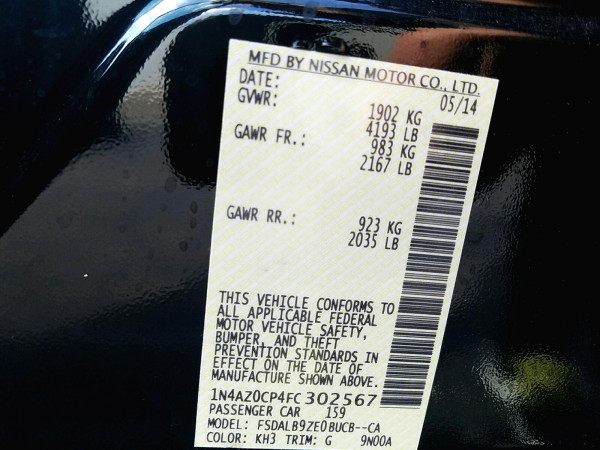 MFD BY NISSAN MOTOR CO., LTD.
DATE: 05/14
GVWR: 1902 KG
4193 LB
GAWR FR.: 983 KG
2167 LB
GAWR RR.: 923 KG
2035 LB
THIS VEHICLE CONFORMS TO
ALL APPLICABLE FEDERAL
MOTOR VEHICLE SAFETY,
BUMPER, AND THEFT
PREVENTION STANDARDS IN
EFFECT ON THE DATE OF
MANUFACTURE SHOWN ABOVE.
1N4AZ0CP4FC302567
PASSENGER CAR 159
MODEL: FSDALB9ZE0BUCB--CA
COLOR: KH3 TRIM: G 9N00A